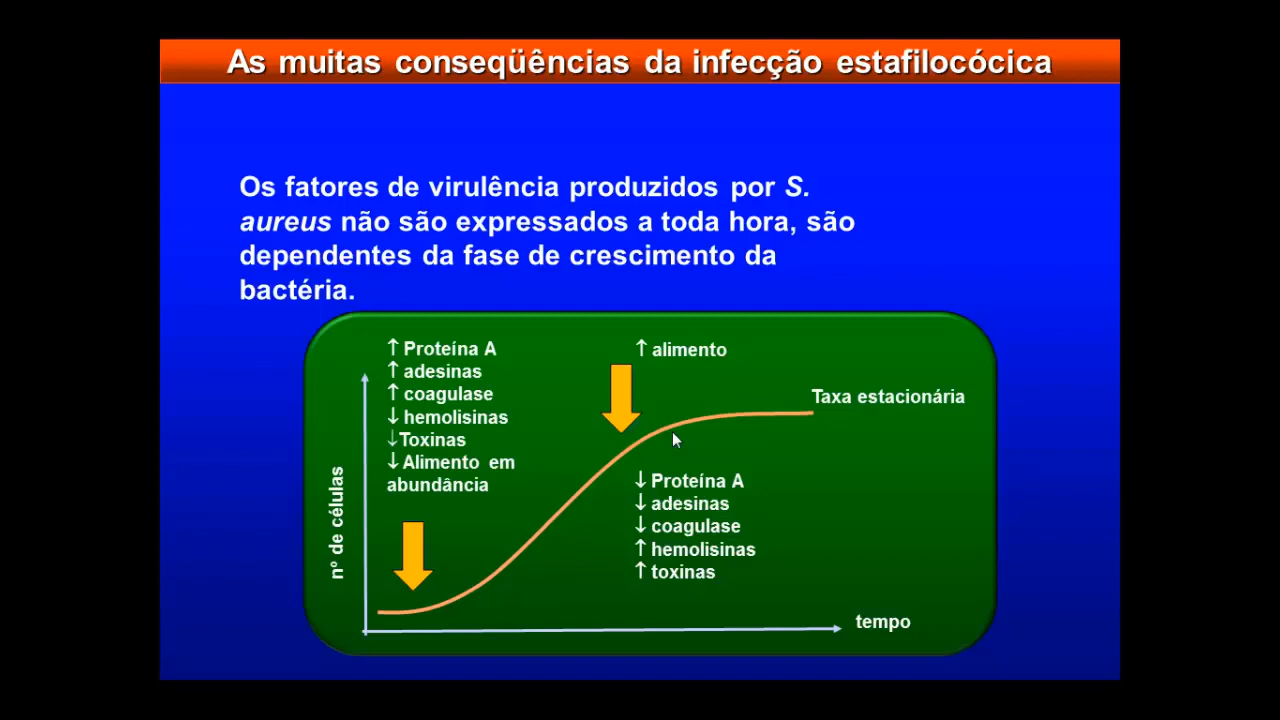 As muitas conseqüências da infecção estafilocócica
Os fatores de virulência produzidos por S.
aureus não são expressados a toda hora, são
dependentes da fase de crescimento da
bactéria.
↑ Proteína A
↑ adesinas
↑ coagulase
↓ hemolisinas
↓Toxinas
↓ Alimento em
abundância
↑ alimento
Taxa estacionária
↓ Proteína A
↓ adesinas
↓ coagulase
↑ hemolisinas
↑ toxinas
nº de células
tempo